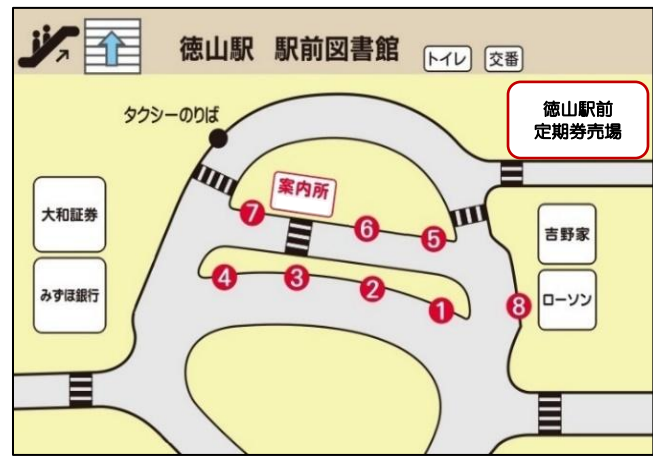 徳山駅 駅前図書館
トイレ
交番
徳山駅前
定期券売場
タクシーのりば
案内所
大和証券
みずほ銀行
吉野家
ローソン
7
6
5
4
3
2
1
8